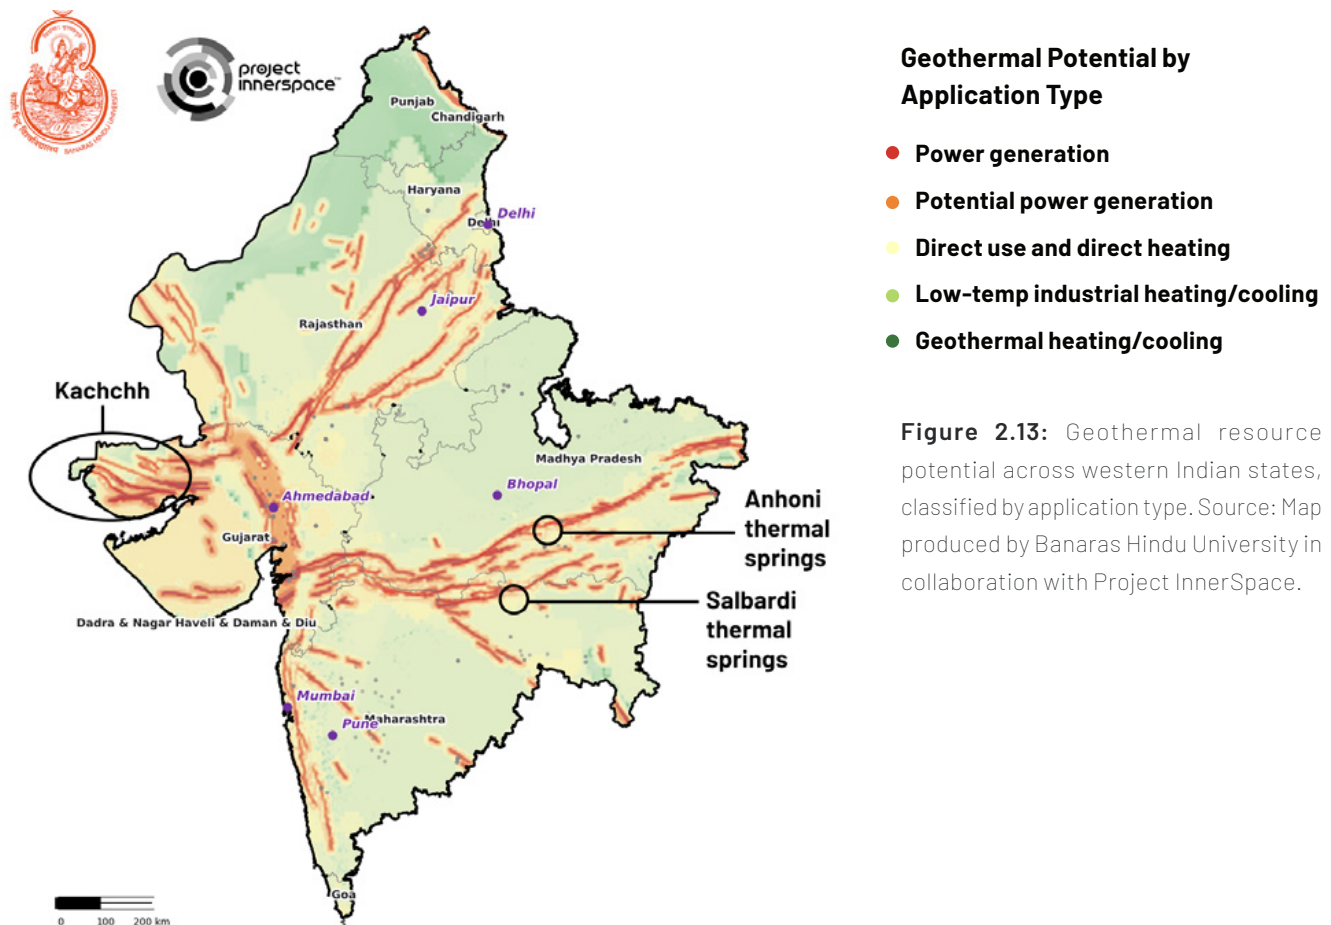 project
innerspace™
Punjab
Chandigarh
Haryana
Delhi
Delhi
Jaipur
Rajasthan
Kachchh
Madhya Pradesh
Bhopal
Ahmedabad
Gujarat
Anhoni
thermal
springs
Salbardi
thermal
springs
Dadra & Nagar Haveli & Daman & Diu
Mumbai
Pune
Maharashtra
Goa
0 100 200 km
Geothermal Potential by
Application Type
Power generation
Potential power generation
Direct use and direct heating
Low-temp industrial heating/cooling
Geothermal heating/cooling
Figure 2.13: Geothermal resource
potential across western Indian states,
classified by application type. Source: Map
produced by Banaras Hindu University in
collaboration with Project InnerSpace.
BANARAS HINDU UNIVERSITY